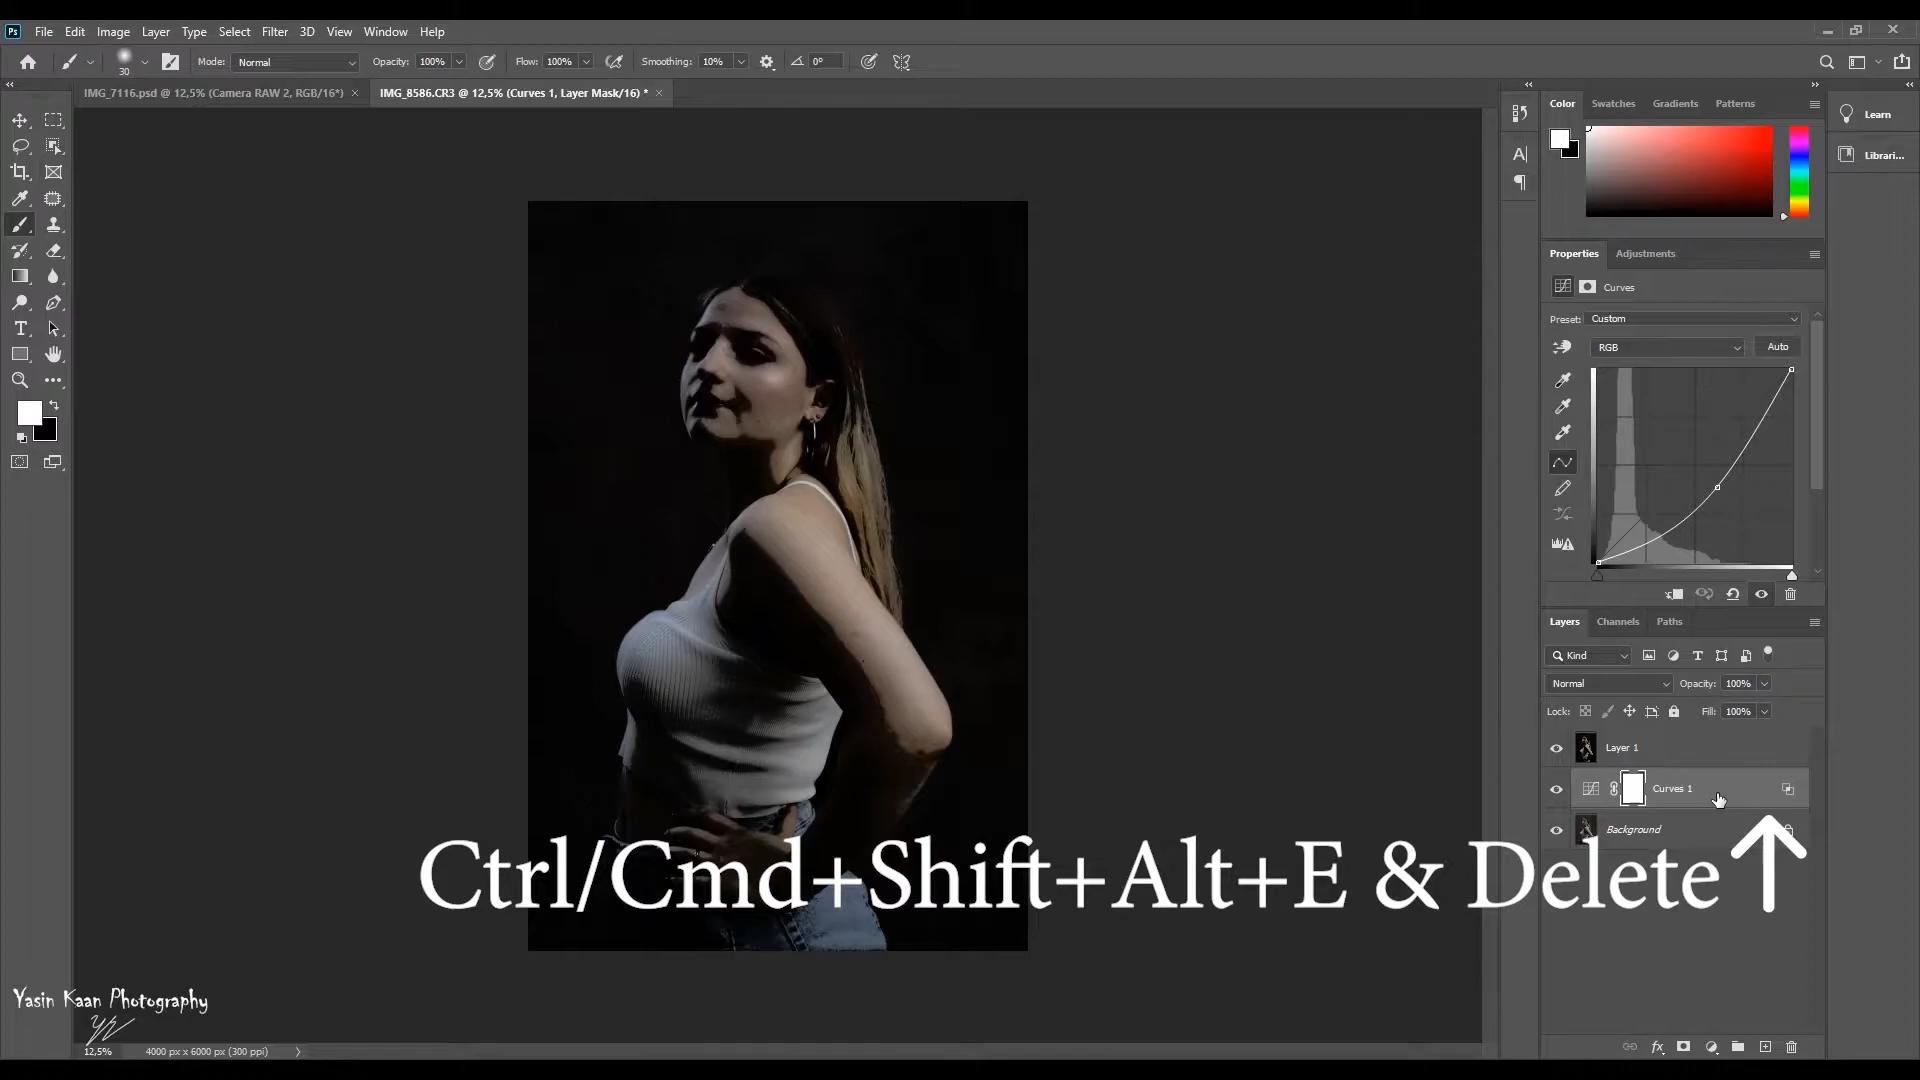 Ps File Edit Image Layer Type Select Filter 3D View Window Help
30 Mode: Normal Opacity: 100% Flow: 100% Smoothing: 10% 0°
IMG_7116.psd @ 12,5% (Camera RAW 2, RGB/16*) × IMG_8586.CR3 @ 12,5% (Curves 1, Layer Mask/16) * ×
Color Swatches Gradients Patterns
Learn
Librari...
Properties Adjustments
Curves
Preset: Custom
RGB Auto
Layers Channels Paths
Kind
Normal Opacity: 100%
Lock: Fill: 100%
Layer 1
Curves 1
Background
Ctrl/Cmd+Shift+Alt+E & Delete
Yasin Kaan Photography
12,5% 4000 px x 6000 px (300 ppi)
fx